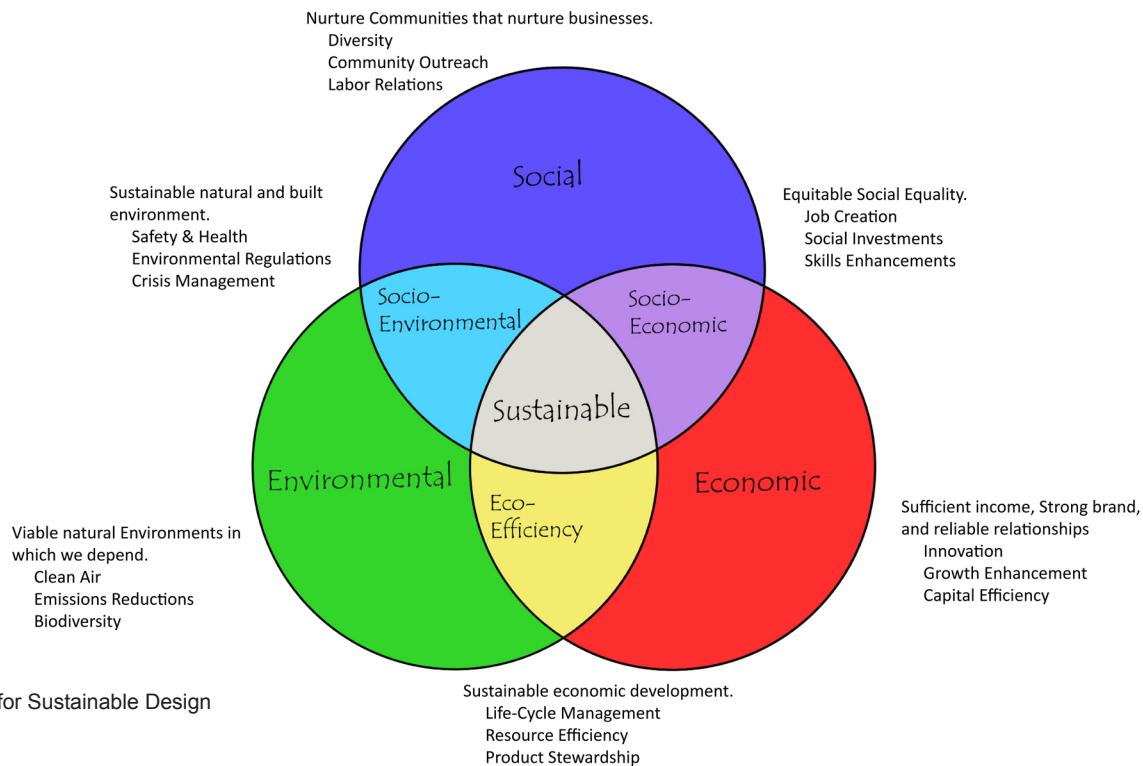 Nurture Communities that nurture businesses.
Diversity
Community Outreach
Labor Relations
Social
Sustainable natural and built
environment.
Safety & Health
Environmental Regulations
Crisis Management
Equitable Social Equality.
Job Creation
Social Investments
Skills Enhancements
Socio-
Environmental
Socio-
Economic
Sustainable
Environmental
Economic
Eco-
Efficiency
Viable natural Environments in
which we depend.
Clean Air
Emissions Reductions
Biodiversity
Sufficient income, Strong brand,
and reliable relationships
Innovation
Growth Enhancement
Capital Efficiency
for Sustainable Design
Sustainable economic development.
Life-Cycle Management
Resource Efficiency
Product Stewardship